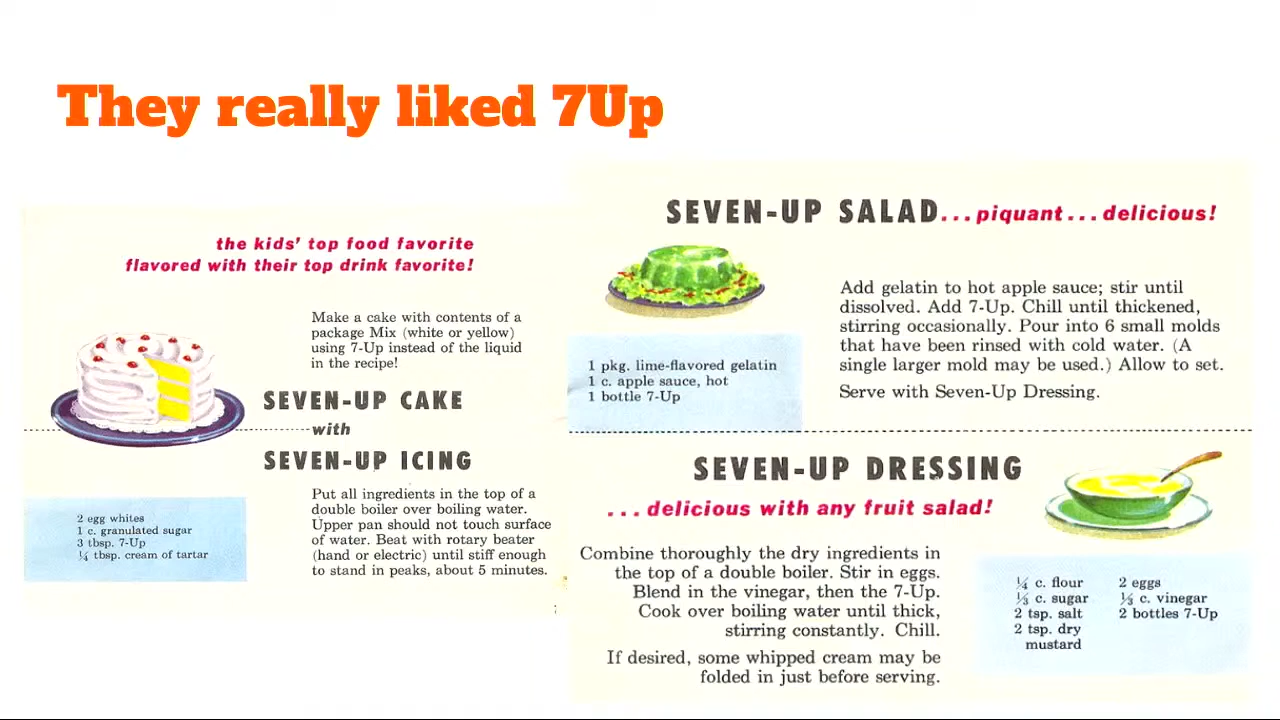 They really liked 7Up
the kids' top food favorite
flavored with their top drink favorite!
Make a cake with contents of a
package Mix (white or yellow)
using 7-Up instead of the liquid
in the recipe!
SEVEN-UP CAKE
with
SEVEN-UP ICING
2 egg whites
1 c. granulated sugar
3 tbsp. 7-Up
¼ tbsp. cream of tartar
Put all ingredients in the top of a
double boiler over boiling water.
Upper pan should not touch surface
of water. Beat with rotary beater
(hand or electric) until stiff enough
to stand in peaks, about 5 minutes.
SEVEN-UP SALAD...piquant...delicious!
1 pkg. lime-flavored gelatin
1 c. apple sauce, hot
1 bottle 7-Up
Add gelatin to hot apple sauce; stir until
dissolved. Add 7-Up. Chill until thickened,
stirring occasionally. Pour into 6 small molds
that have been rinsed with cold water. (A
single larger mold may be used.) Allow to set.
Serve with Seven-Up Dressing.
SEVEN-UP DRESSING
...delicious with any fruit salad!
Combine thoroughly the dry ingredients in
the top of a double boiler. Stir in eggs.
Blend in the vinegar, then the 7-Up.
Cook over boiling water until thick,
stirring constantly. Chill.
If desired, some whipped cream may be
folded in just before serving.
¼ c. flour
⅓ c. sugar
2 tsp. salt
2 tsp. dry
mustard
2 eggs
⅓ c. vinegar
2 bottles 7-Up